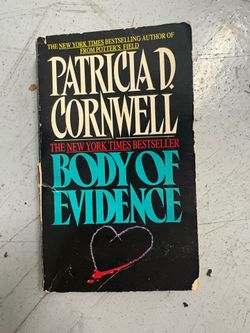 THE NEW YORK TIMES BESTSELLING AUTHOR OF
FROM POTTER'S FIELD
PATRICIA D.
CORNWELL
THE NEW YORK TIMES BESTSELLER
BODY OF
EVIDENCE